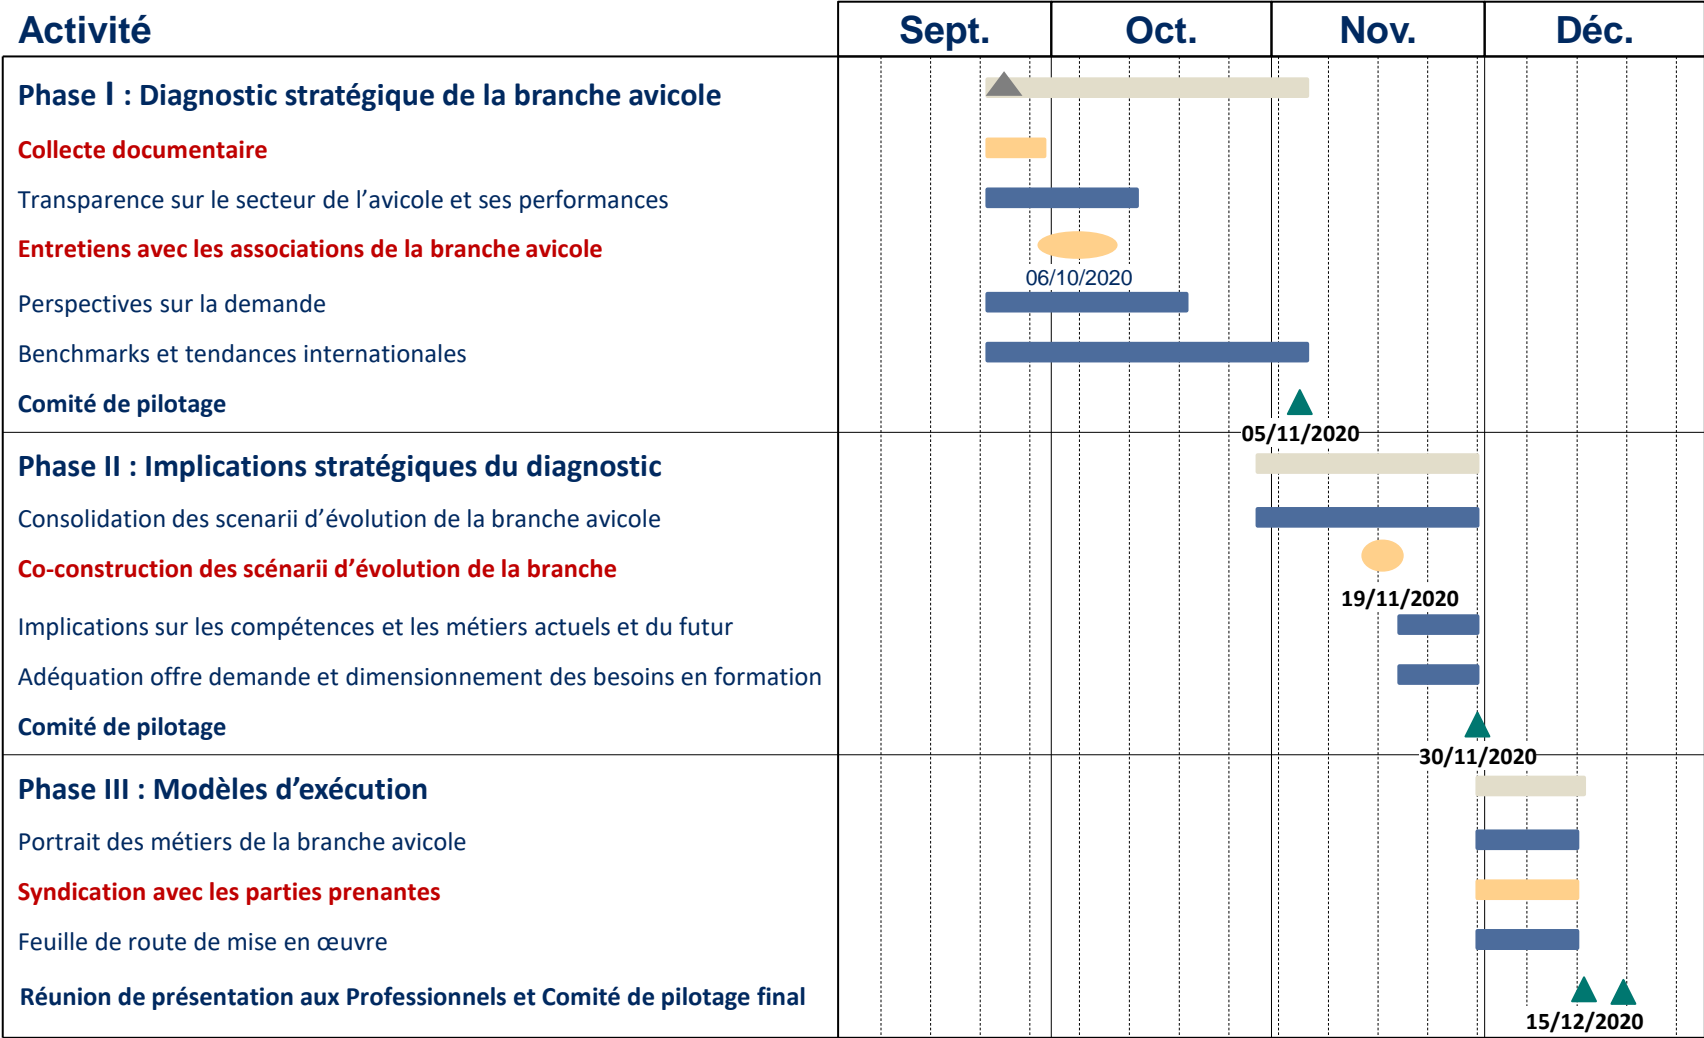 Activité
Sept.
Oct.
Nov.
Déc.
Phase I : Diagnostic stratégique de la branche avicole
Collecte documentaire
Transparence sur le secteur de l’avicole et ses performances
Entretiens avec les associations de la branche avicole
06/10/2020
Perspectives sur la demande
Benchmarks et tendances internationales
Comité de pilotage
05/11/2020
Phase II : Implications stratégiques du diagnostic
Consolidation des scenarii d’évolution de la branche avicole
Co-construction des scénarii d’évolution de la branche
19/11/2020
Implications sur les compétences et les métiers actuels et du futur
Adéquation offre demande et dimensionnement des besoins en formation
Comité de pilotage
30/11/2020
Phase III : Modèles d’exécution
Portrait des métiers de la branche avicole
Syndication avec les parties prenantes
Feuille de route de mise en œuvre
Réunion de présentation aux Professionnels et Comité de pilotage final
15/12/2020